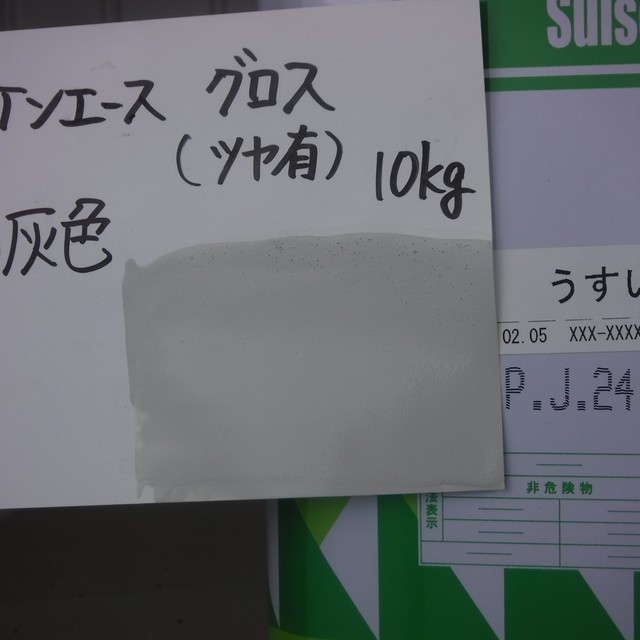 ケンエース グロス
(ツヤ有) 10kg
灰色
Suis
うすい
02.05 XXX-XXXX
P.J.24
非危険物
法表示